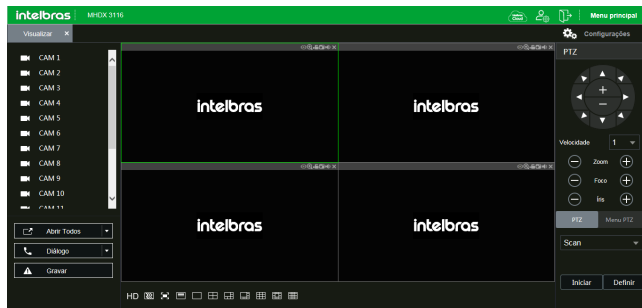 intelbras MHDX 3116 Menu principal
Visualizar × Configurações
CAM 1
CAM 2
CAM 3
CAM 4
CAM 5
CAM 6
CAM 7
CAM 8
CAM 9
CAM 10
CAM 11
Abrir Todos
Diálogo
Gravar
intelbras intelbras
intelbras intelbras
HD
PTZ
Velocidade 1
Zoom
Foco
íris
PTZ Menu PTZ
Scan
Iniciar Definir